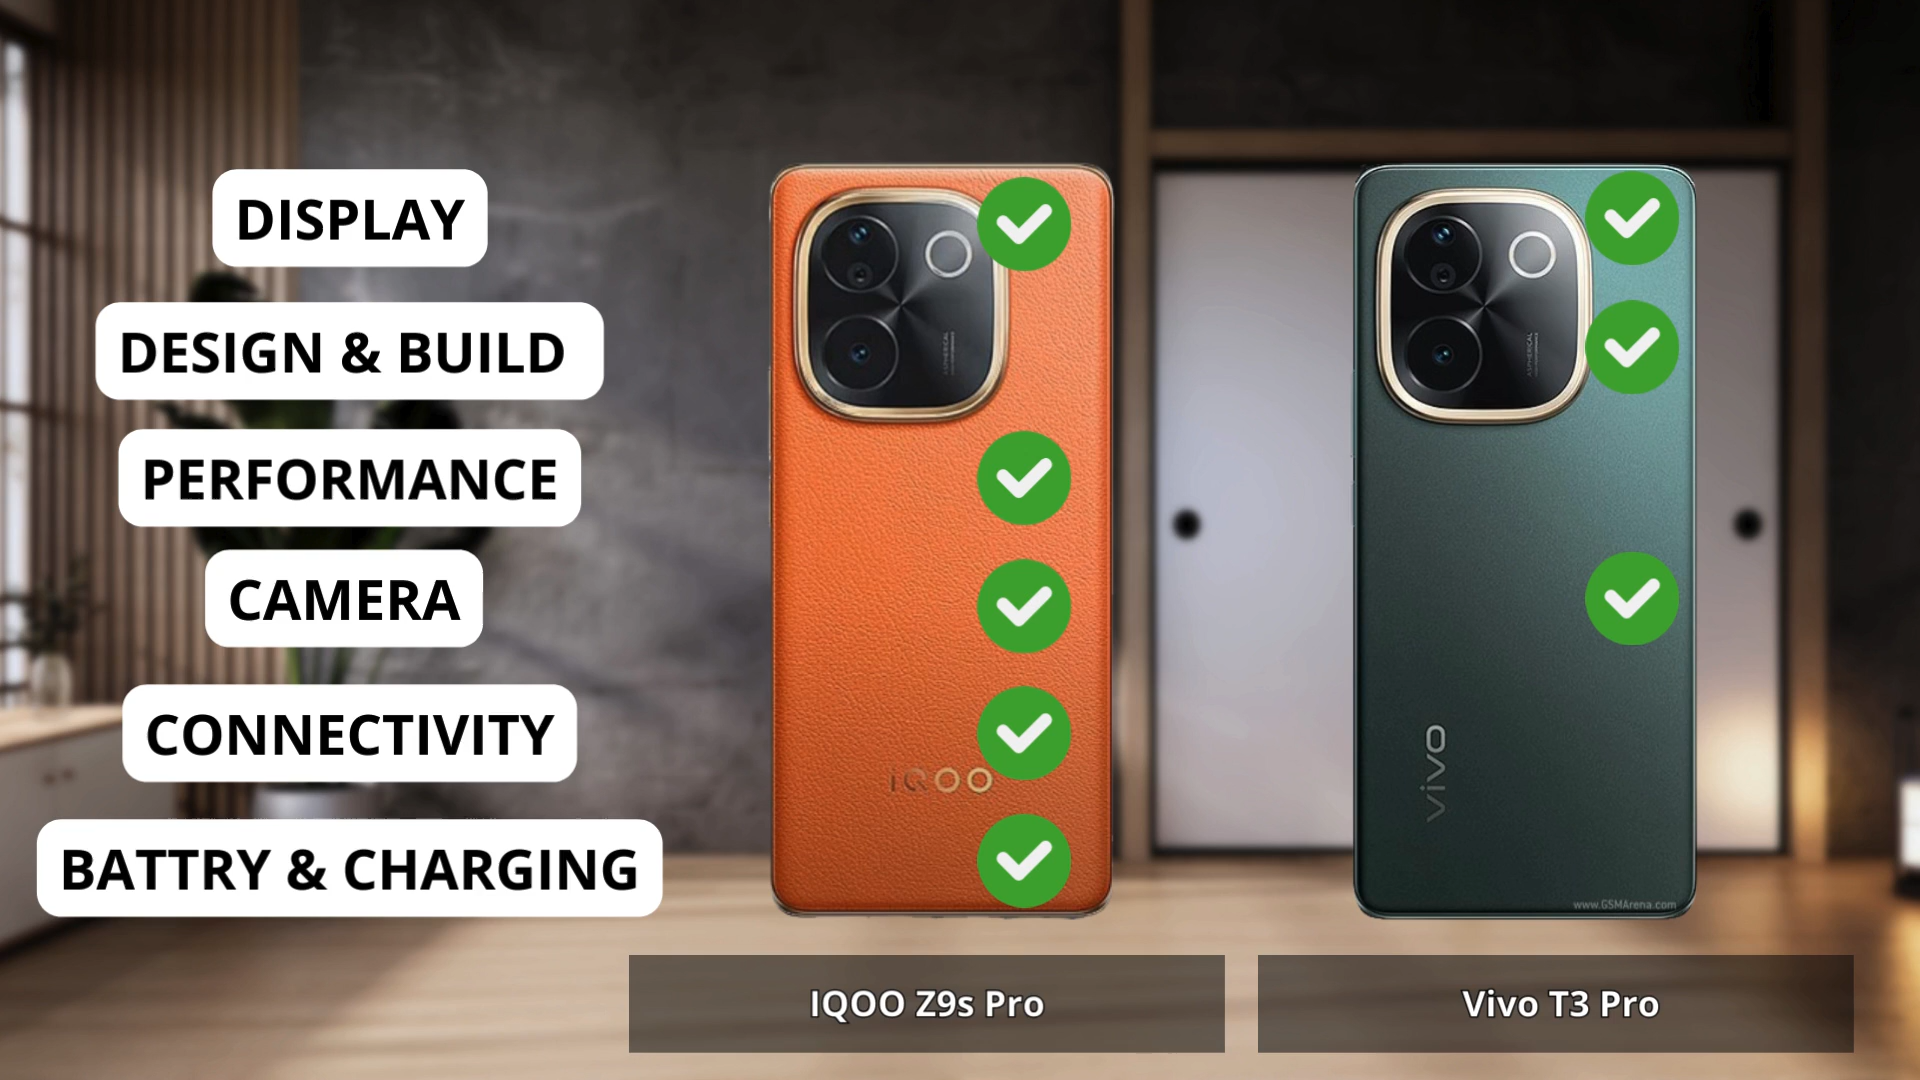 DISPLAY
DESIGN & BUILD
PERFORMANCE
CAMERA
CONNECTIVITY
BATTRY & CHARGING
iQOO
vivo
www.GSMArena.com
IQOO Z9s Pro
Vivo T3 Pro